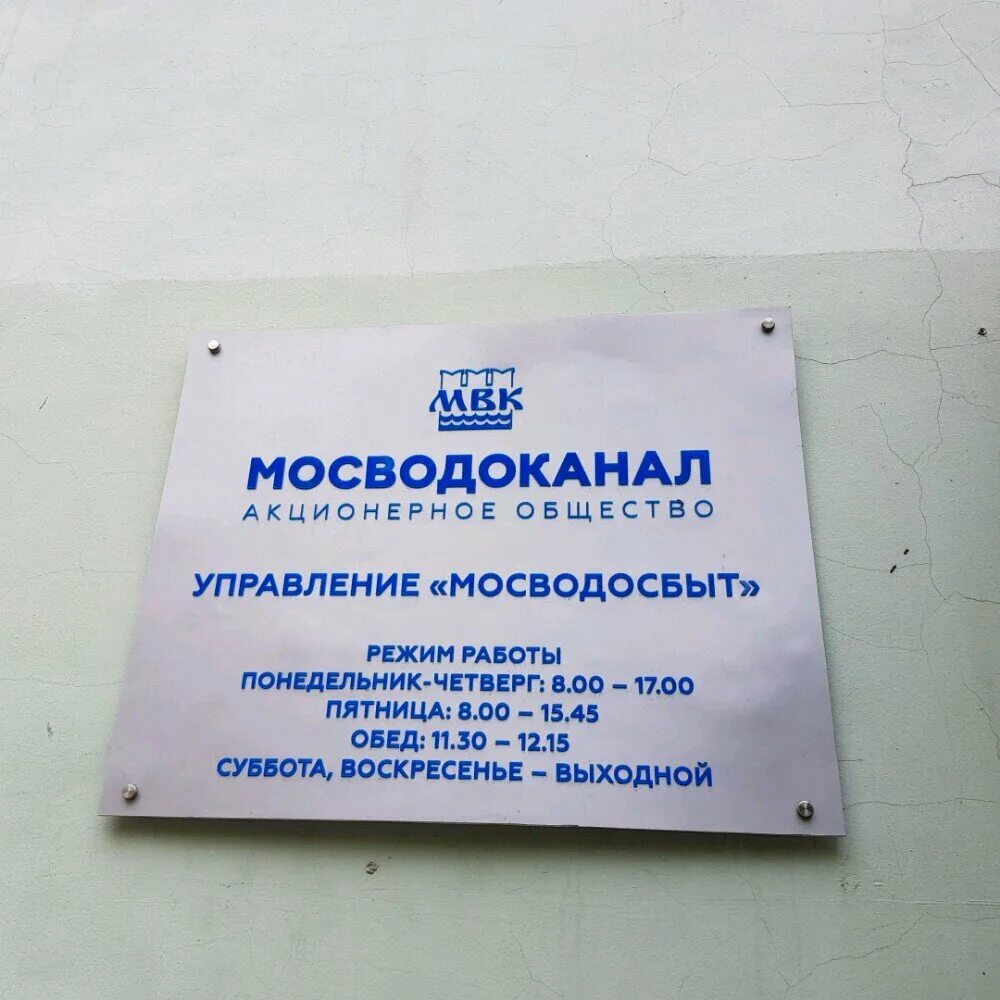 МВК
МОСВОДОКАНАЛ
АКЦИОНЕРНОЕ ОБЩЕСТВО
УПРАВЛЕНИЕ «МОСВОДОСБЫТ»
РЕЖИМ РАБОТЫ
ПОНЕДЕЛЬНИК-ЧЕТВЕРГ: 8.00 – 17.00
ПЯТНИЦА: 8.00 – 15.45
ОБЕД: 11.30 – 12.15
СУББОТА, ВОСКРЕСЕНЬЕ – ВЫХОДНОЙ